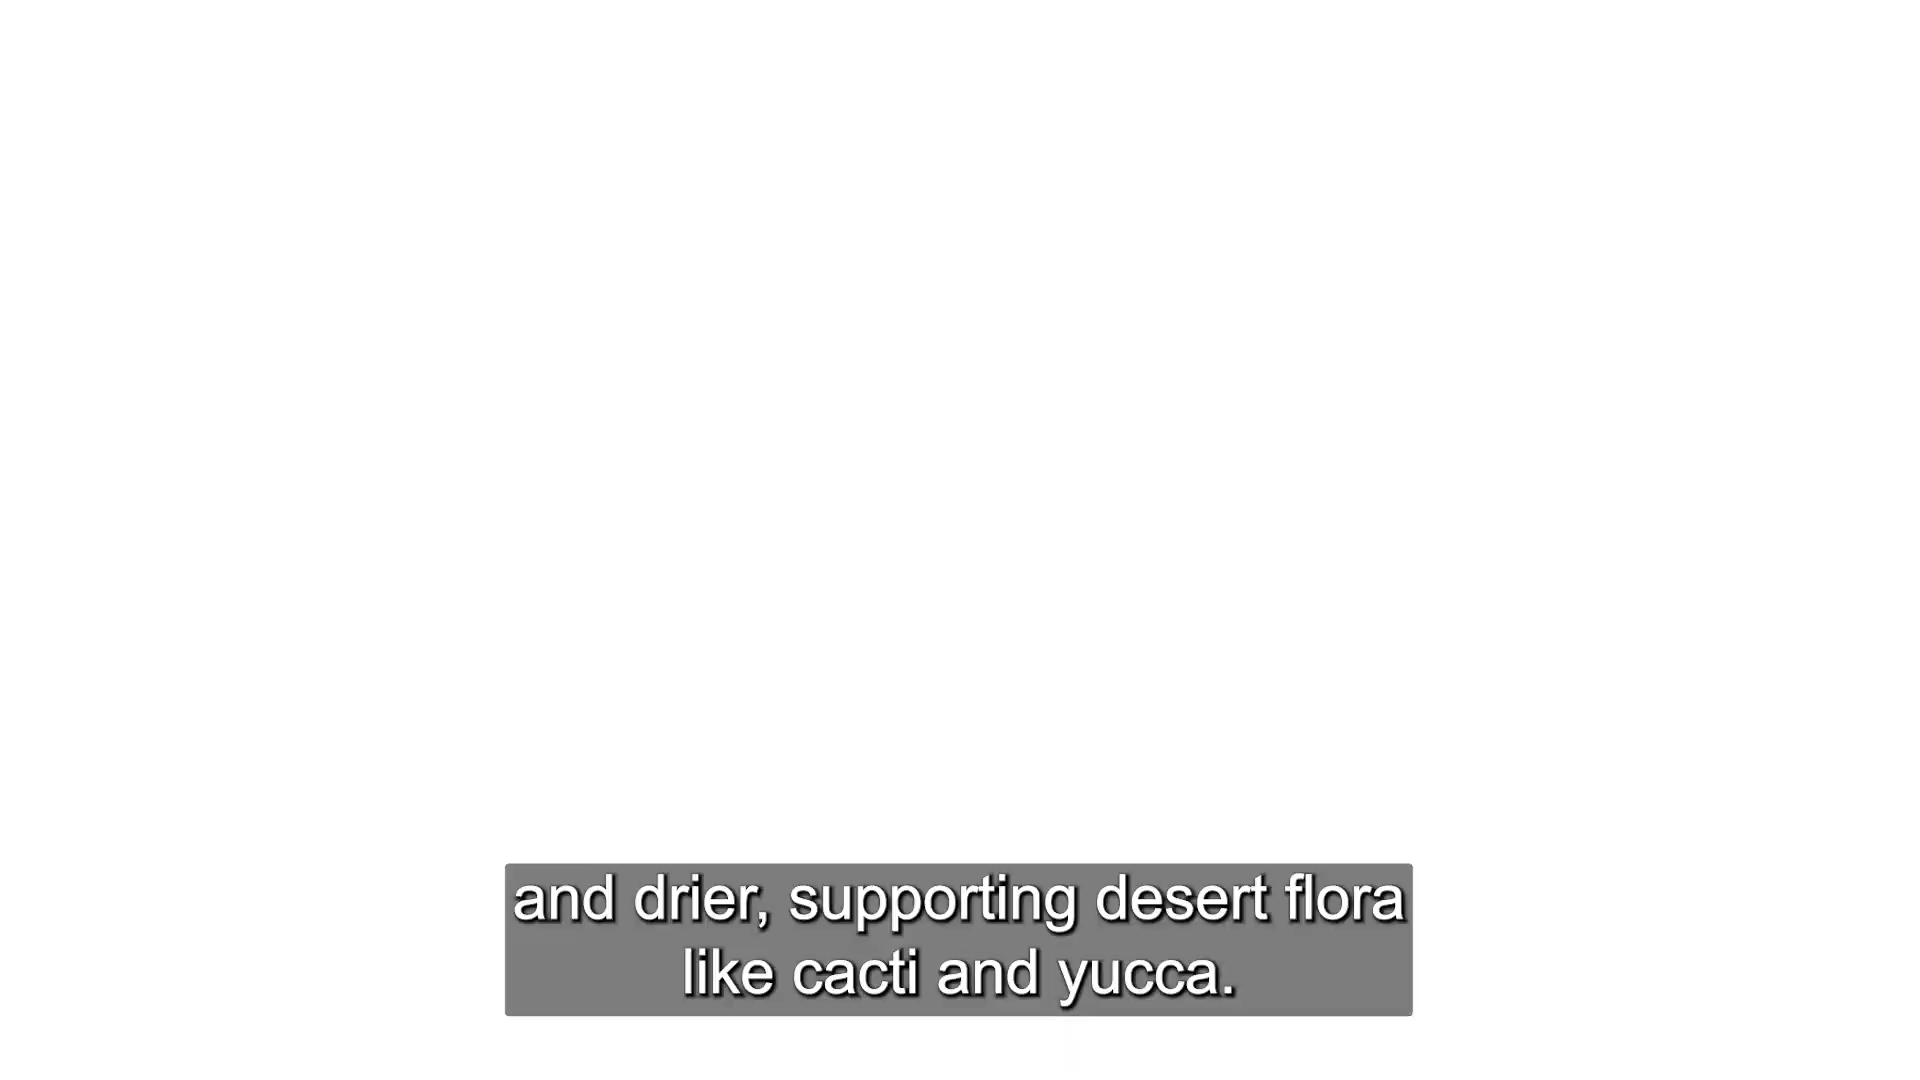 and drier, supporting desert flora
like cacti and yucca.